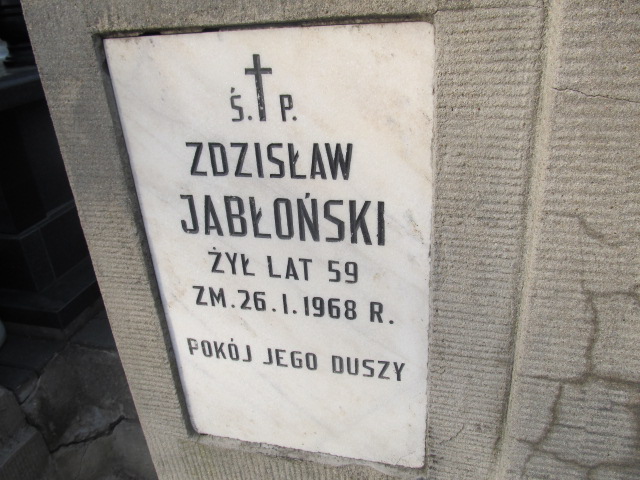 Ś. P.
ZDZISŁAW
JABŁOŃSKI
ŻYŁ LAT 59
ZM. 26. I. 1968 R.
POKÓJ JEGO DUSZY